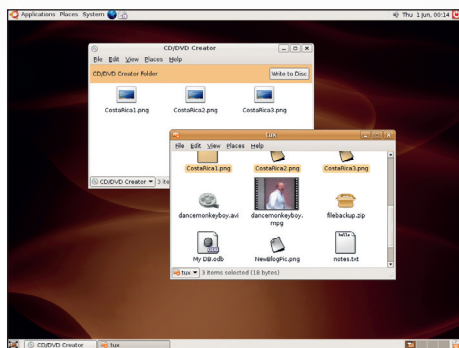 Applications Places System
Thu 1 Jun, 00:14
CD/DVD Creator
File Edit View Places Help
CD/DVD Creator Folder
Write to Disc
CostaRica1.png CostaRica2.png CostaRica3.png
CD/DVD Creator
3 ite
tux
File Edit View Places Help
CostaRica1.png CostaRica2.png CostaRica3.png
dancemonkeyboy.avi dancemonkeyboy.mpg filebackup.zip
hello
My DB.odb NewBlogPic.png notes.txt
tux
3 items selected (18 bytes)
CD/DVD Creator
tux